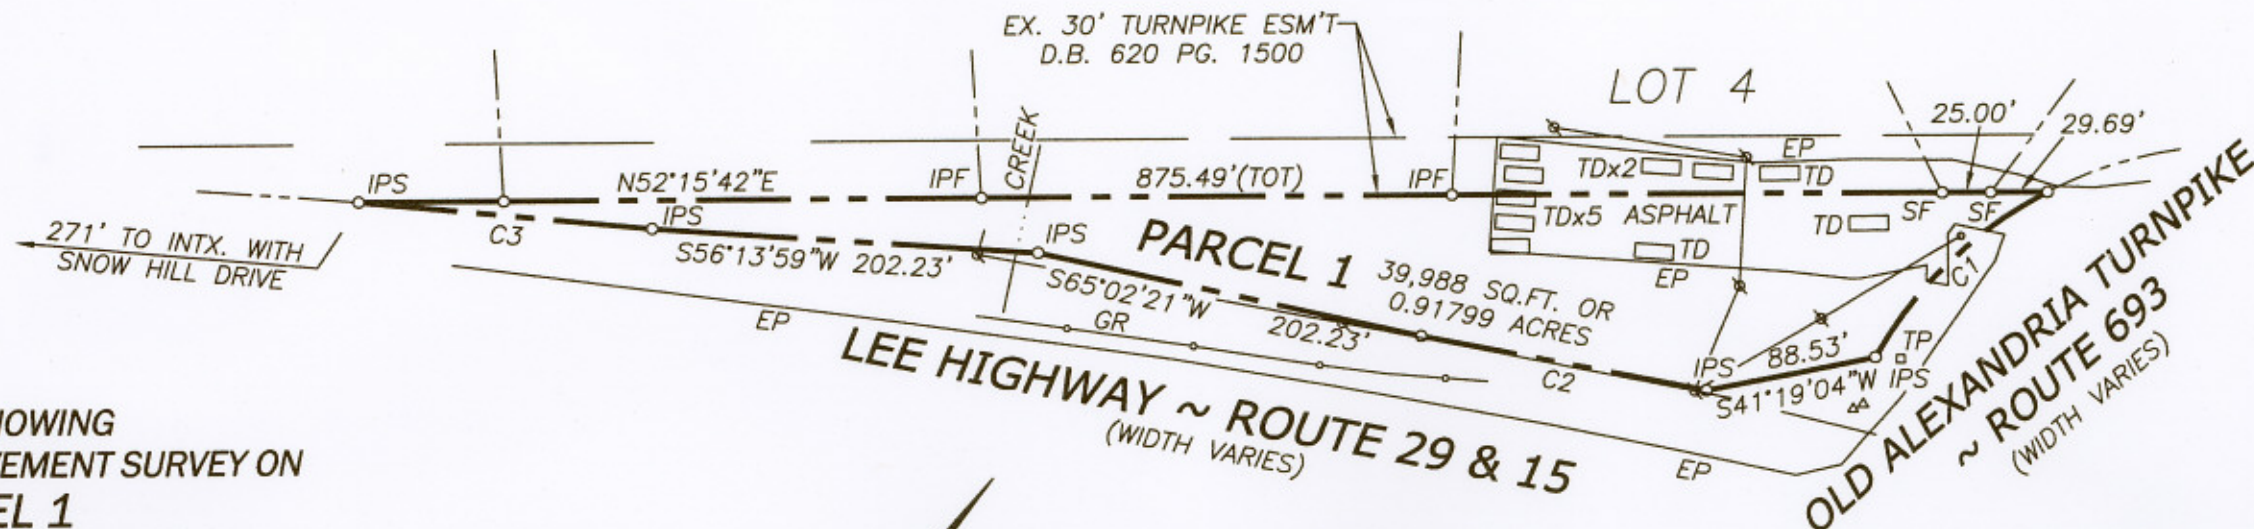 EX. 30' TURNPIKE ESM'T
D.B. 620 PG. 1500
LOT 4
25.00'
29.69'
CREEK
EP
IPS
N52°15'42"E
IPF
875.49'(TOT)
IPF
TDx2
TD
TDx5
ASPHALT
TD
SF
SF
C3
IPS
271' TO INTX. WITH
SNOW HILL DRIVE
S56°13'59"W 202.23'
IPS
PARCEL 1
39,988 SQ.FT. OR
0.91799 ACRES
TD
EP
C1
S65°02'21"W
202.23'
EP
GR
LEE HIGHWAY ~ ROUTE 29 & 15
(WIDTH VARIES)
C2
IPS
88.53'
S41°19'04"W
TP
IPS
EP
OLD ALEXANDRIA TURNPIKE
~ ROUTE 693
(WIDTH VARIES)
OWING
EMENT SURVEY ON
EL 1